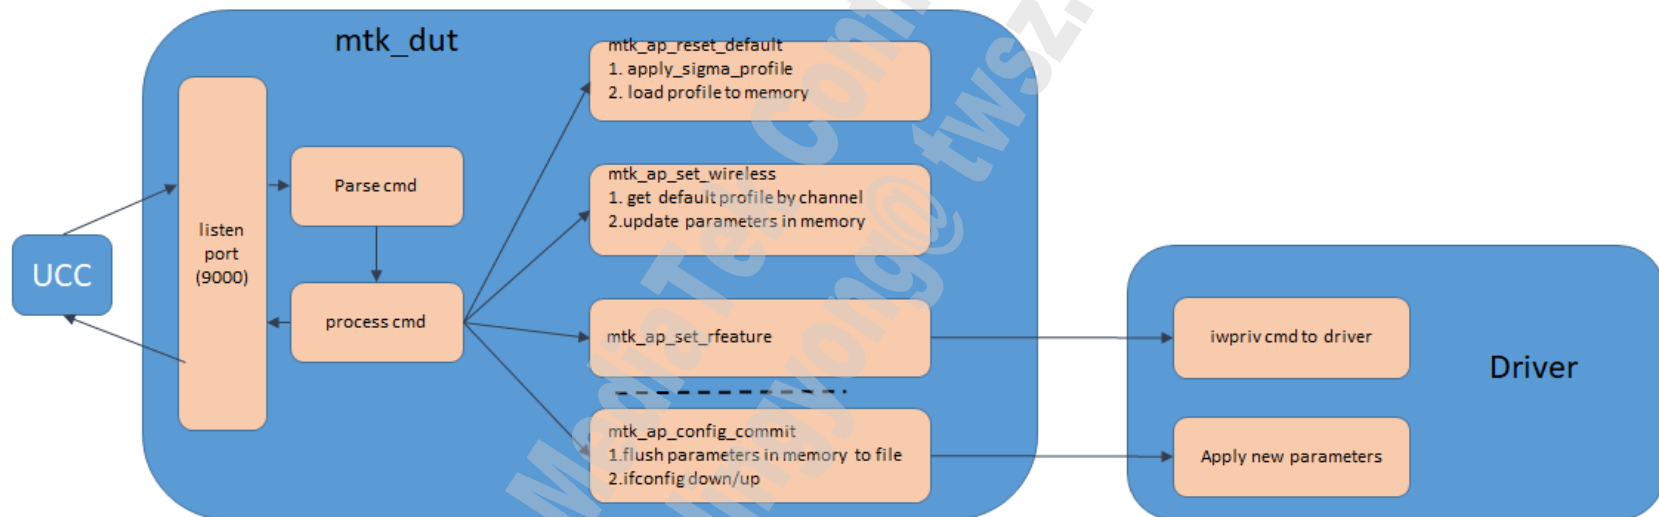 mtk_dut
UCC
listen
port
(9000)
Parse cmd
process cmd
mtk_ap_reset_default
1. apply_sigma_profile
2. load profile to memory
mtk_ap_set_wireless
1. get default profile by channel
2.update parameters in memory
mtk_ap_set_rfeature
mtk_ap_config_commit
1.flush parameters in memory to file
2.ifconfig down/up
Driver
iwpriv cmd to driver
Apply new parameters
MediaTek
@ twsz.